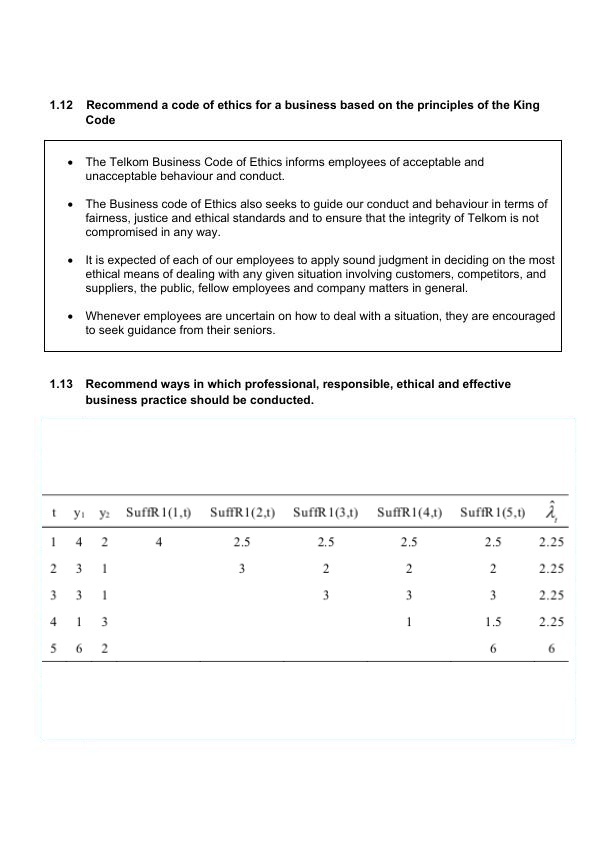 1.12 Recommend a code of ethics for a business based on the principles of the King
Code
• The Telkom Business Code of Ethics informs employees of acceptable and
unacceptable behaviour and conduct.
• The Business code of Ethics also seeks to guide our conduct and behaviour in terms of
fairness, justice and ethical standards and to ensure that the integrity of Telkom is not
compromised in any way.
• It is expected of each of our employees to apply sound judgment in deciding on the most
ethical means of dealing with any given situation involving customers, competitors, and
suppliers, the public, fellow employees and company matters in general.
• Whenever employees are uncertain on how to deal with a situation, they are encouraged
to seek guidance from their seniors.
1.13 Recommend ways in which professional, responsible, ethical and effective
business practice should be conducted.
t y₁ y₂ SuffR1(1,t) SuffR1(2,t) SuffR1(3,t) SuffR1(4,t) SuffR1(5,t) λ̂ₜ
1 4 2 4 2.5 2.5 2.5 2.5 2.25
2 3 1 3 2 2 2 2.25
3 3 1 3 3 3 2.25
4 1 3 1 1.5 2.25
5 6 2 6 6